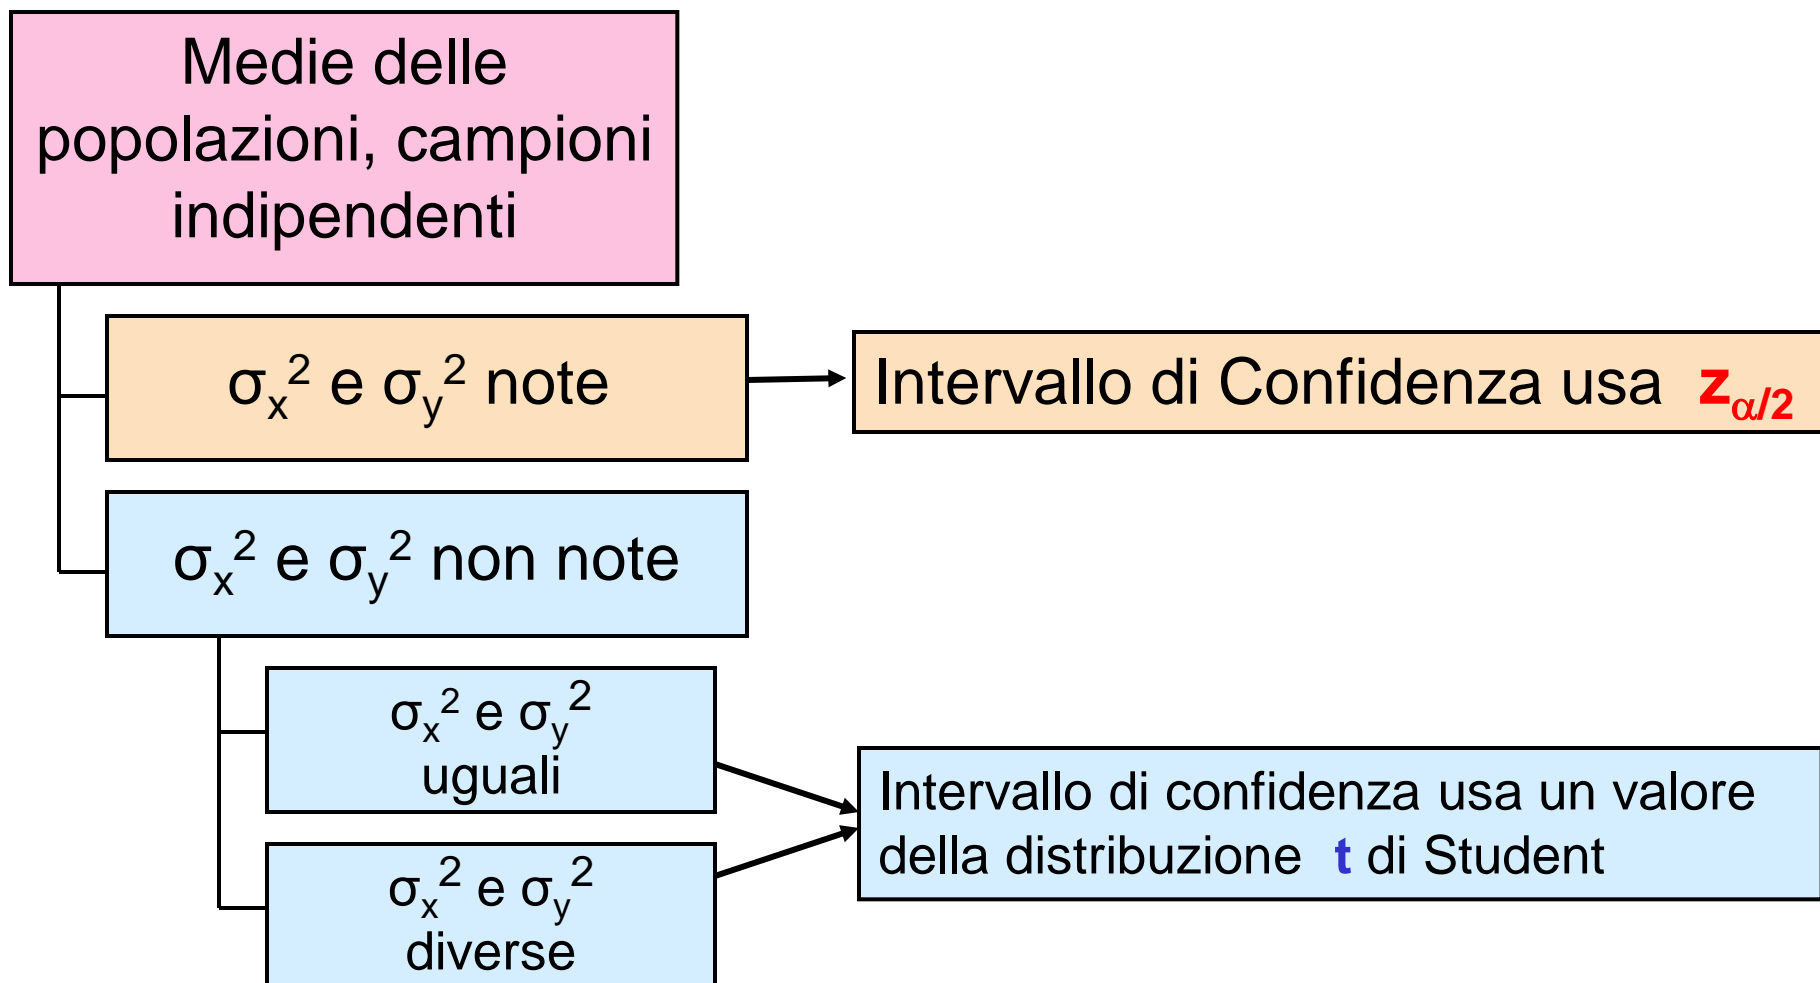 Medie delle
popolazioni, campioni
indipendenti
σx² e σy² note
Intervallo di Confidenza usa zα/2
σx² e σy² non note
σx² e σy²
uguali
Intervallo di confidenza usa un valore
della distribuzione t di Student
σx² e σy²
diverse